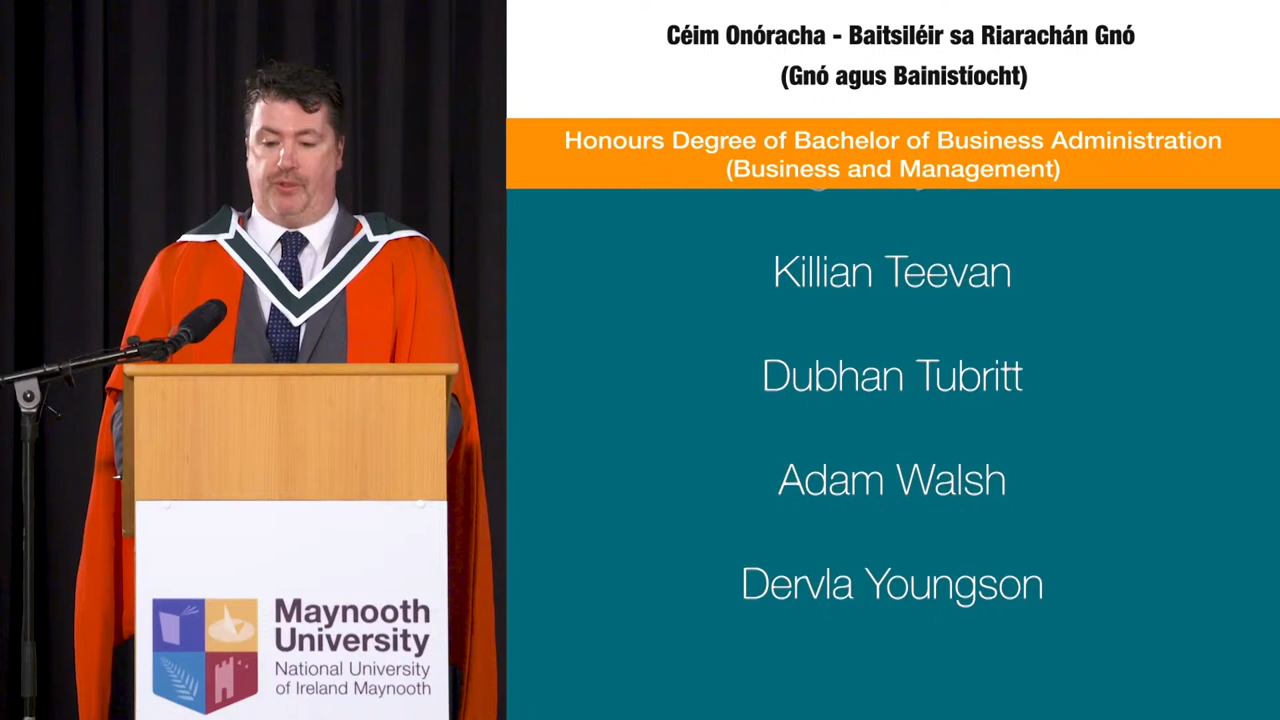 Céim Onóracha - Baitsiléir sa Riarachán Gnó
(Gnó agus Bainistíocht)
Honours Degree of Bachelor of Business Administration
(Business and Management)
Killian Teevan
Dubhan Tubritt
Adam Walsh
Dervla Youngson
Maynooth
University
National University
of Ireland Maynooth